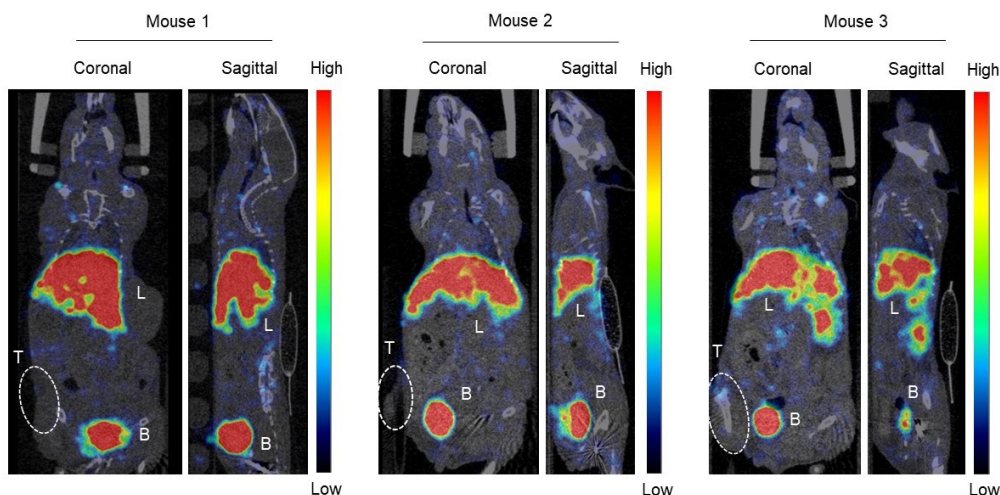 Mouse 1
Coronal
Sagittal
High
T
L
B
L
B
Low
Mouse 2
Coronal
Sagittal
High
T
L
B
L
B
Low
Mouse 3
Coronal
Sagittal
High
T
L
B
L
B
Low